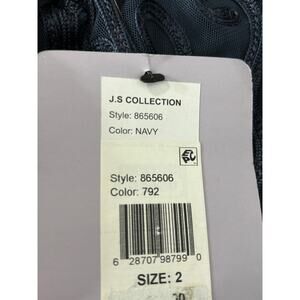 J.S COLLECTION
Style: 865606
Color: NAVY
Style: 865606
Color: 792
6 28707 98799 0
SIZE: 2